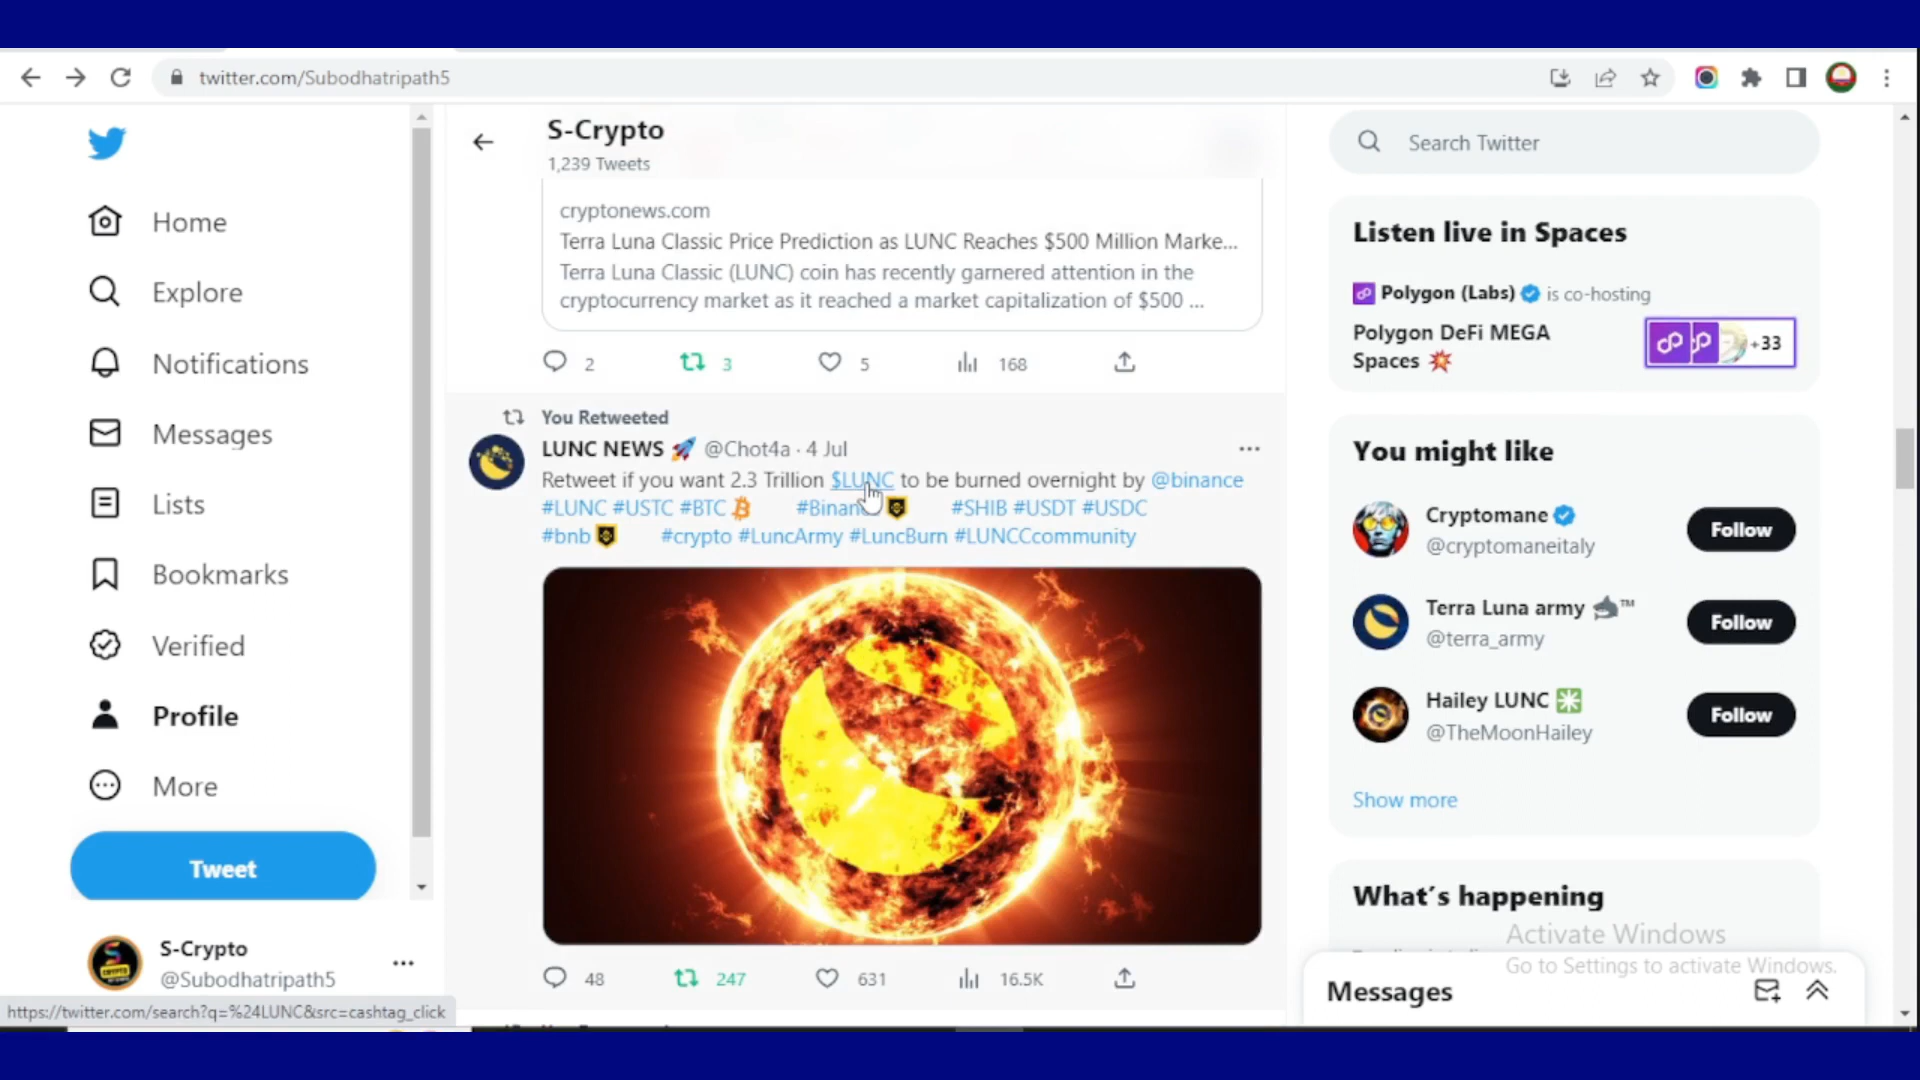 twitter.com/Subodhatripath5
Home
Explore
Notifications
Messages
Lists
Bookmarks
Verified
Profile
More
Tweet
S-Crypto
@Subodhatripath5
https://twitter.com/search?q=%24LUNC&src=cashtag_click
S-Crypto
1,239 Tweets
cryptonews.com
Terra Luna Classic Price Prediction as LUNC Reaches $500 Million Marke...
Terra Luna Classic (LUNC) coin has recently garnered attention in the
cryptocurrency market as it reached a market capitalization of $500 ...
2 3 5 168
You Retweeted
LUNC NEWS 🚀 @Chot4a · 4 Jul
Retweet if you want 2.3 Trillion $LUNC to be burned overnight by @binance
#LUNC #USTC #BTC #Binan #SHIB #USDT #USDC
#bnb #crypto #LuncArmy #LuncBurn #LUNCCcommunity
48 247 631 16.5K
Search Twitter
Listen live in Spaces
Polygon (Labs) is co-hosting
Polygon DeFi MEGA
Spaces 💥
+33
You might like
Cryptomane
@cryptomaneitaly
Follow
Terra Luna army 🦈™
@terra_army
Follow
Hailey LUNC ✳️
@TheMoonHailey
Follow
Show more
What's happening
Activate Windows
Go to Settings to activate Windows.
Messages